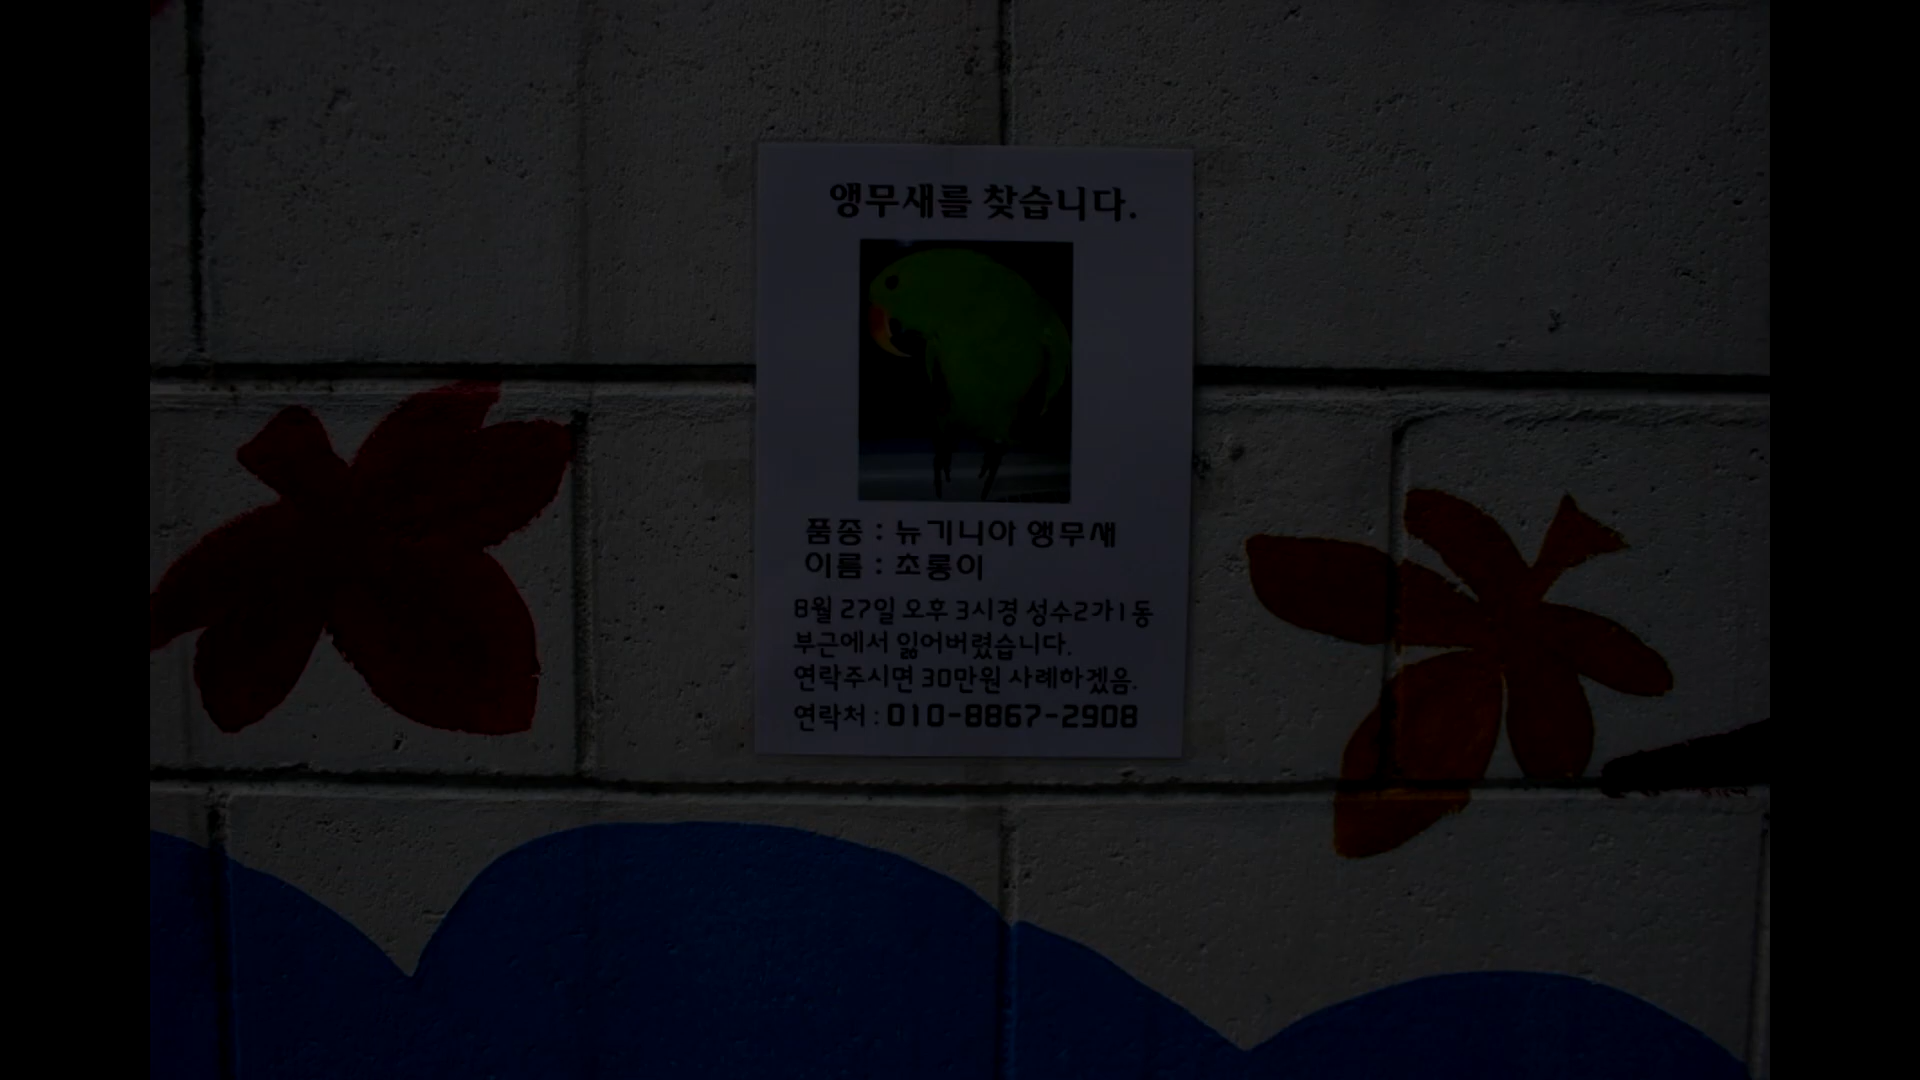 앵무새를 찾습니다.
품종 : 뉴기니아 앵무새
이름 : 초롱이
8월 27일 오후 3시경 성수2가1동
부근에서 잃어버렸습니다.
연락주시면 30만원 사례하겠음.
연락처 : 010-8867-2908